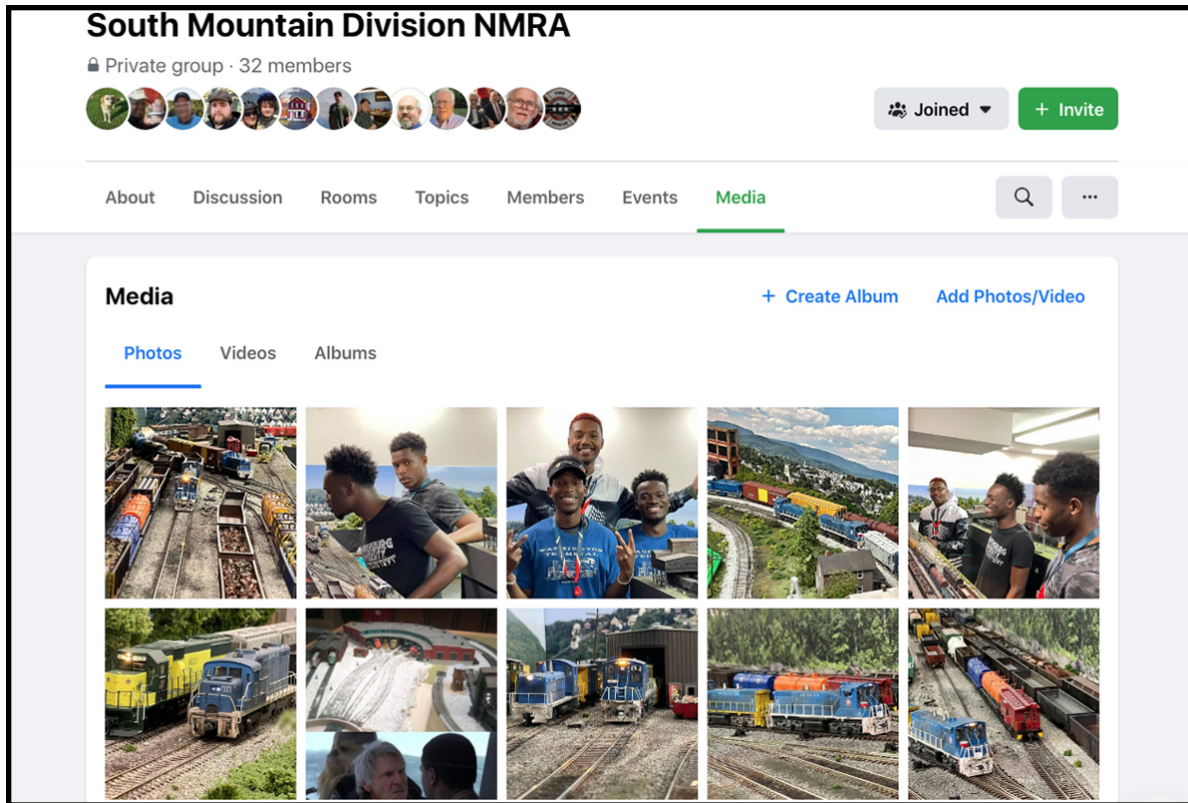 South Mountain Division NMRA
Private group · 32 members
Joined
+ Invite
About
Discussion
Rooms
Topics
Members
Events
Media
Media
+ Create Album
Add Photos/Video
Photos
Videos
Albums
WASHINGTON